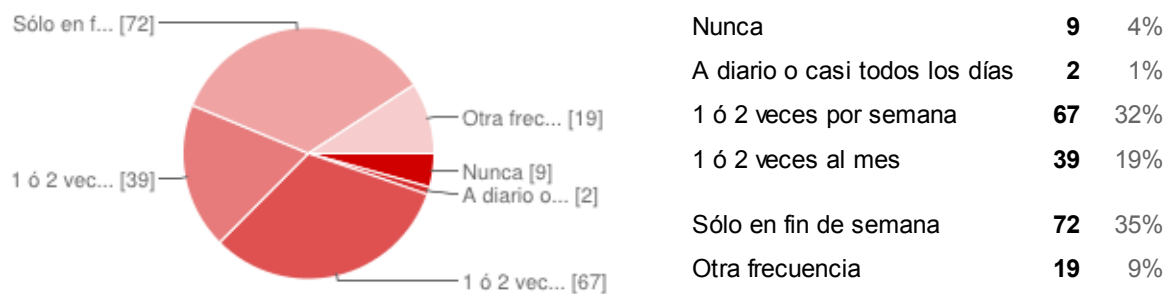 Sólo en f... [72]
Otra frec... [19]
Nunca [9]
1 ó 2 vec... [39]
A diario o... [2]
1 ó 2 vec... [67]
Nunca 9 4%
A diario o casi todos los días 2 1%
1 ó 2 veces por semana 67 32%
1 ó 2 veces al mes 39 19%
Sólo en fin de semana 72 35%
Otra frecuencia 19 9%